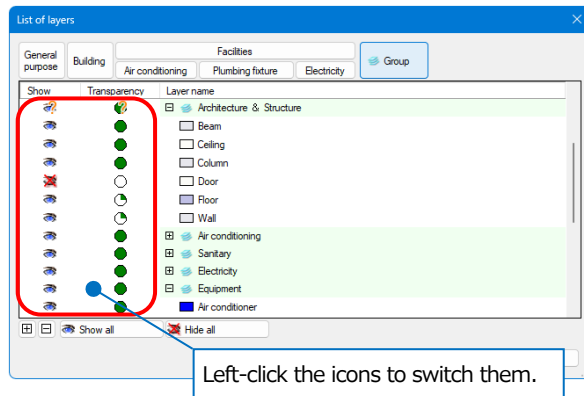 List of layers
General purpose
Building
Facilities
Air conditioning
Plumbing fixture
Electricity
Group
Show Transparency Layer name
Architecture & Structure
Beam
Ceiling
Column
Door
Floor
Wall
Air conditioning
Sanitary
Electricity
Equipment
Air conditioner
Show all Hide all
Left-click the icons to switch them.